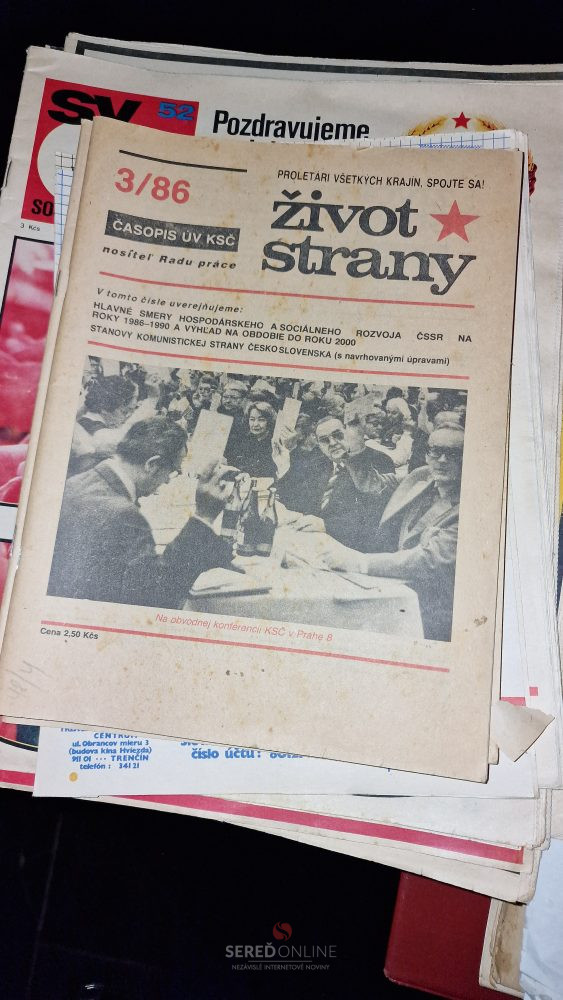 SV
52
Pozdravujeme
SO
3 Kčs
3/86
PROLETÁRI VŠETKÝCH KRAJÍN, SPOJTE SA!
život
strany
ČASOPIS ÚV KSČ
nositeľ Radu práce
V tomto čísle uverejňujeme:
HLAVNÉ SMERY HOSPODÁRSKEHO A SOCIÁLNEHO ROZVOJA ČSSR NA
ROKY 1986–1990 A VÝHĽAD NA OBDOBIE DO ROKU 2000
STANOVY KOMUNISTICKEJ STRANY ČESKOSLOVENSKA (s navrhovanými úpravami)
Na obvodnej konferencii KSČ v Prahe 8
Cena 2,50 Kčs
CENTRUM
ul. Obrancov mieru 3
(budova kina Hviezda)
911 01 --- TRENČÍN
telefón : 341 21
číslo účtu :
SEREĎONLINE
NEZÁVISLÉ INTERNETOVÉ NOVINY